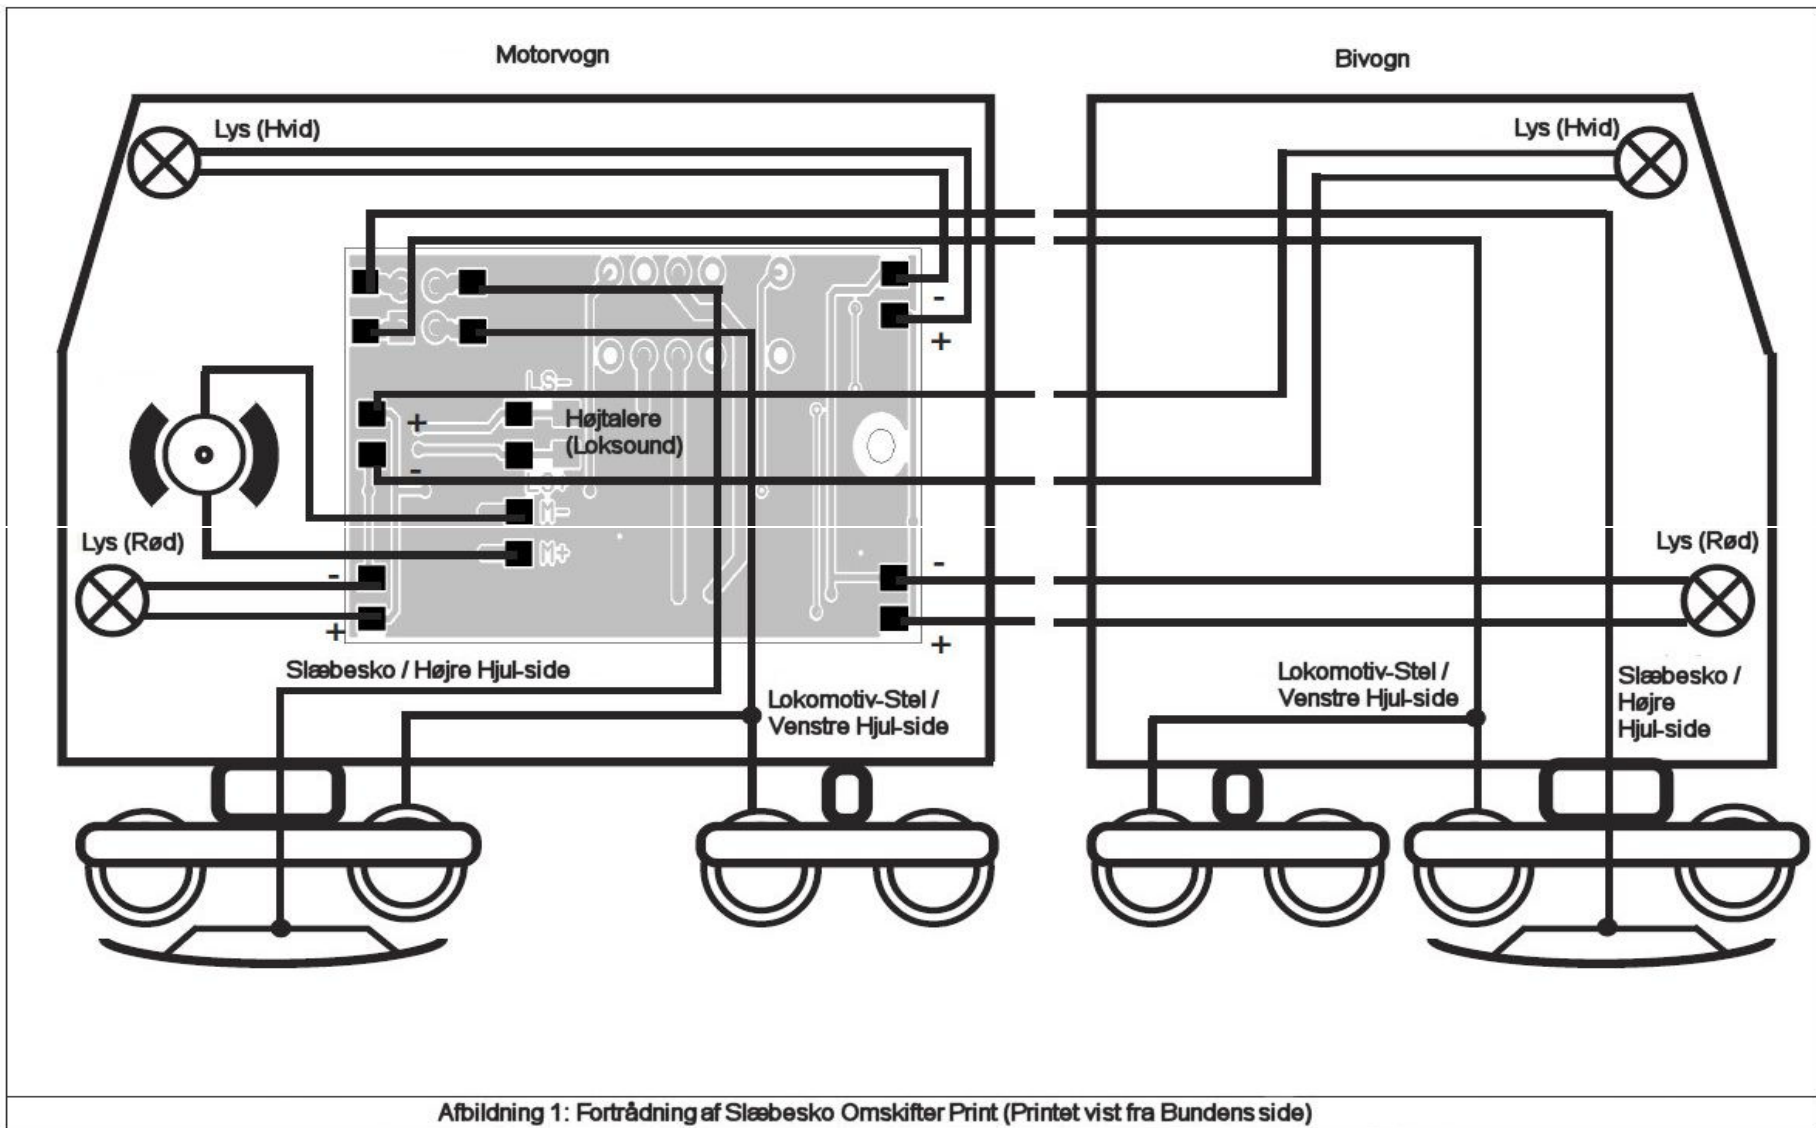 Motorvogn
Bivogn
Lys (Hvid)
Lys (Hvid)
-
+
LS-
+
Højtalere
(Loksound)
-
LS+
M-
M+
Lys (Rød)
-
+
-
+
Lys (Rød)
Slæbesko / Højre Hjul-side
Lokomotiv-Stel /
Venstre Hjul-side
Lokomotiv-Stel /
Venstre Hjul-side
Slæbesko /
Højre
Hjul-side
Afbildning 1: Fortrådning af Slæbesko Omskifter Print (Printet vist fra Bundens side)